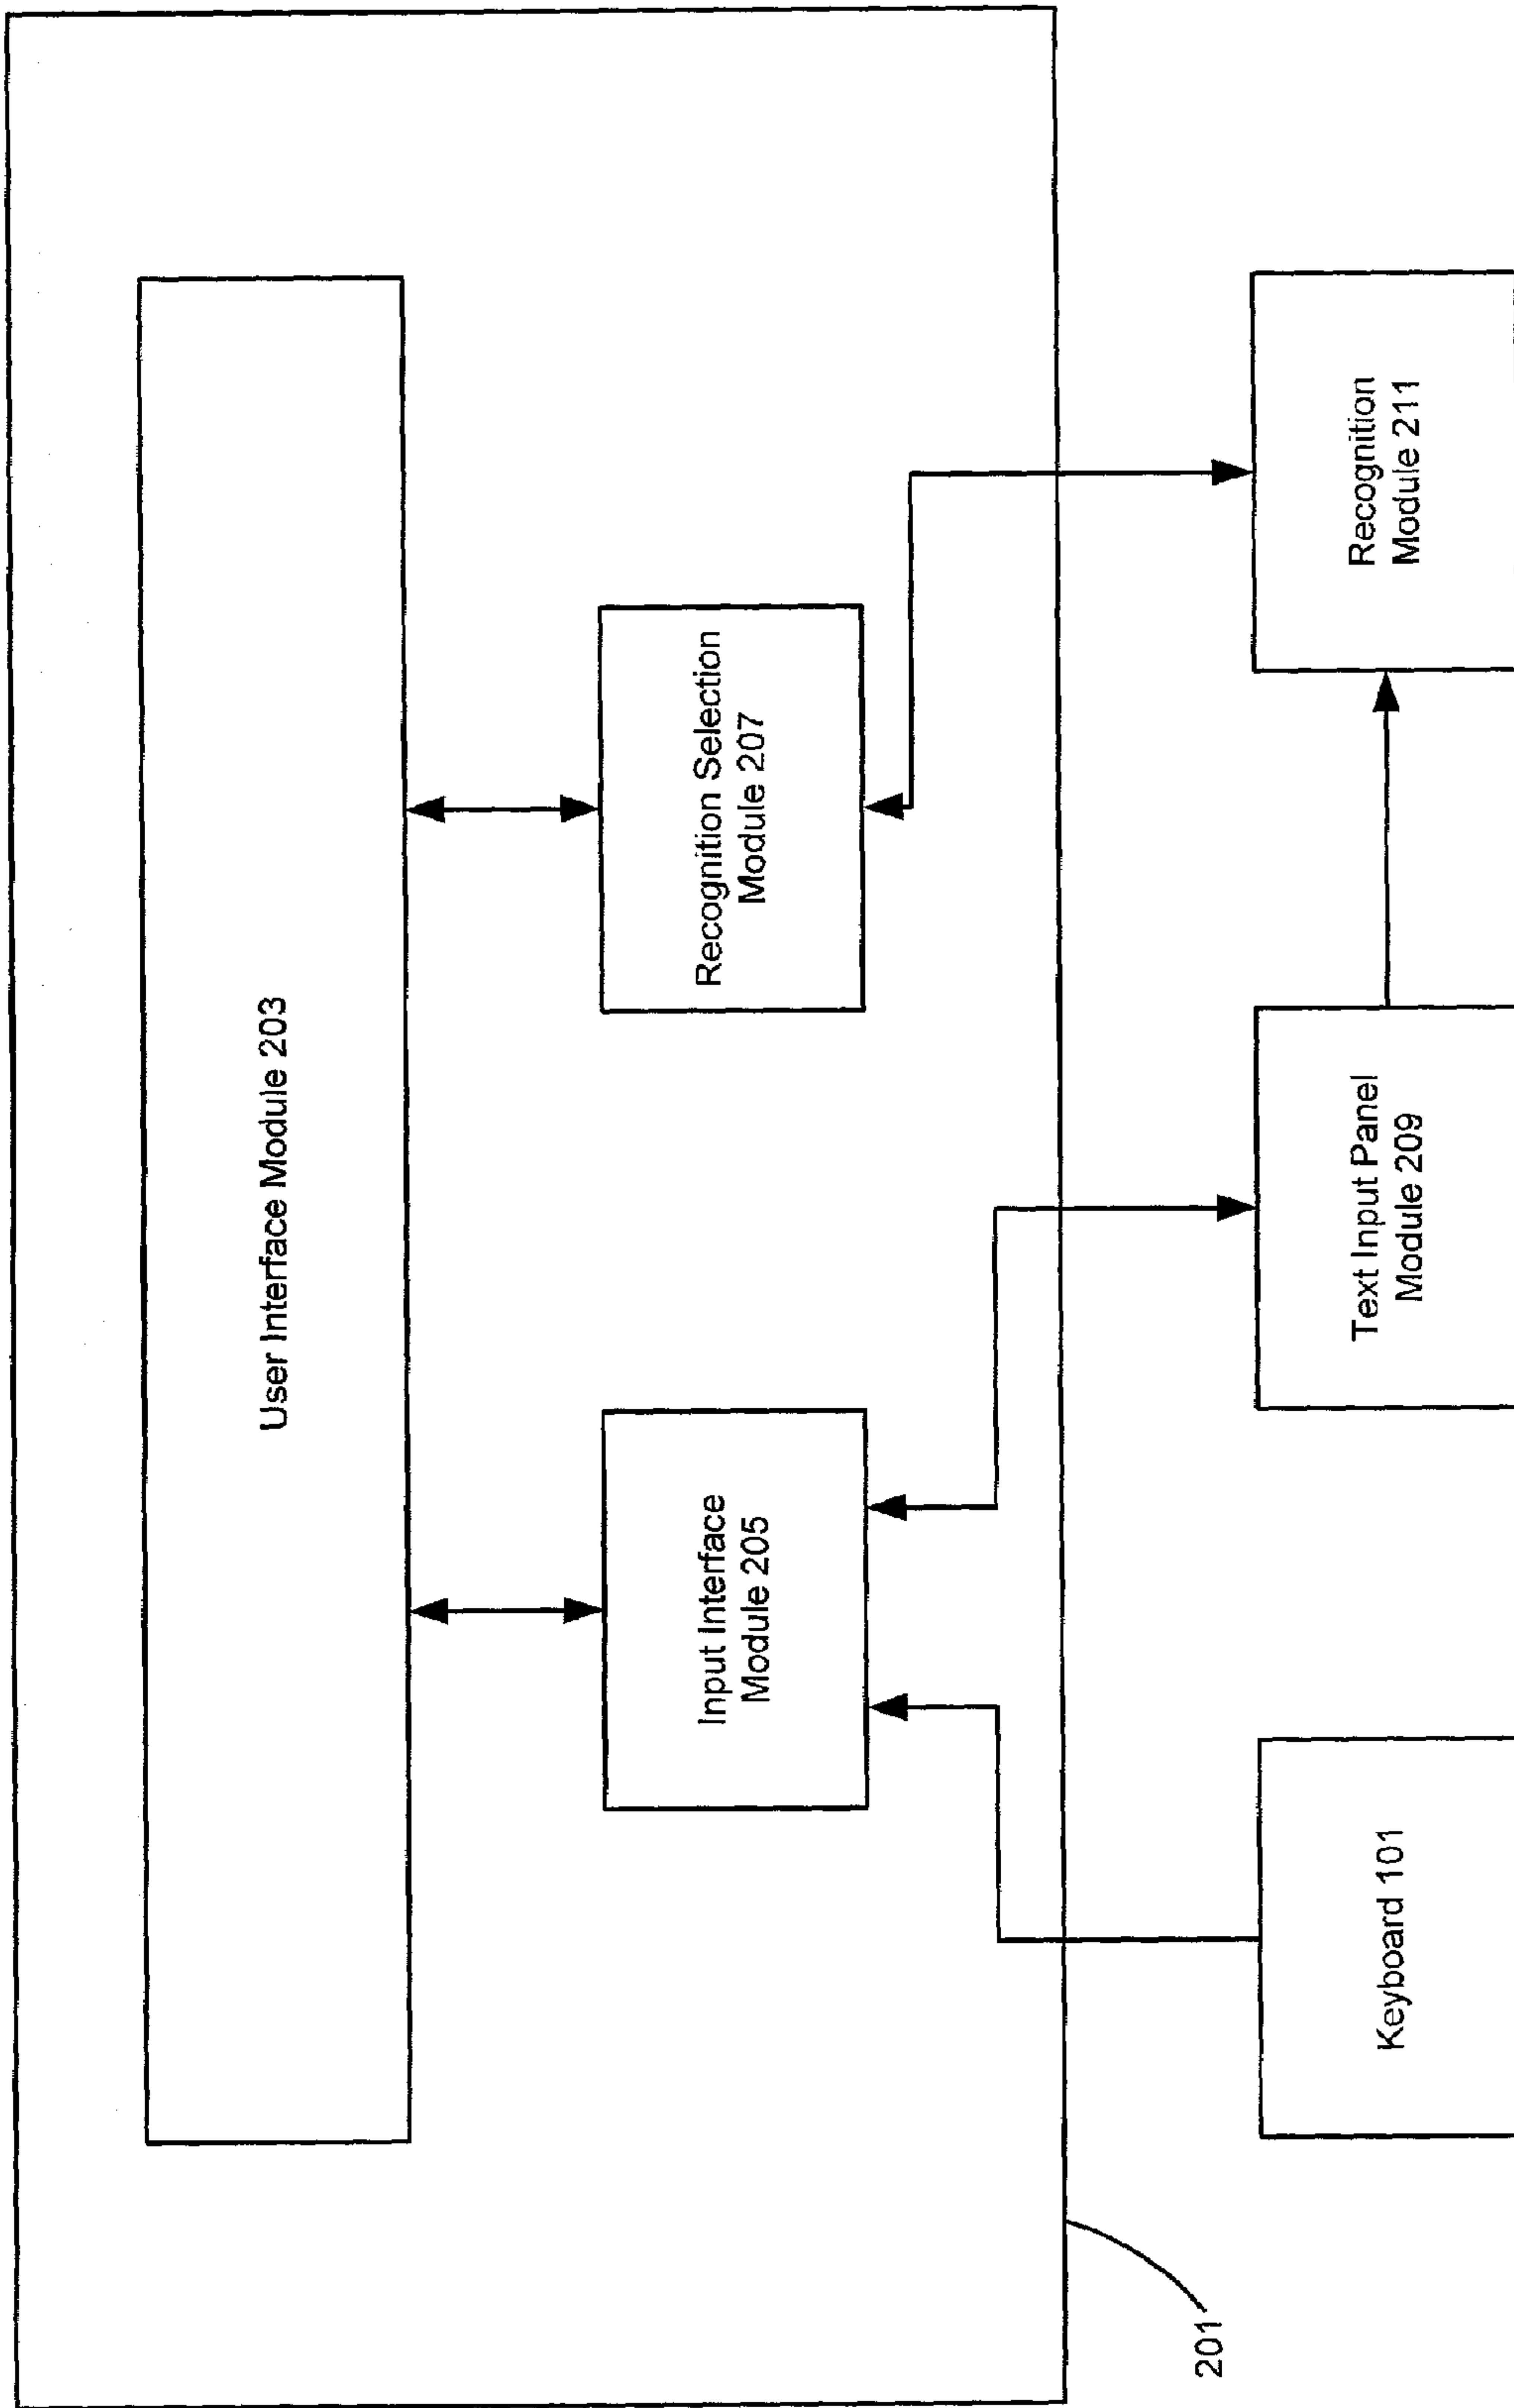 User Interface Module 203
Input Interface
Module 205
Recognition Selection
Module 207
Keyboard 101
Text Input Panel
Module 209
Recognition
Module 211
201